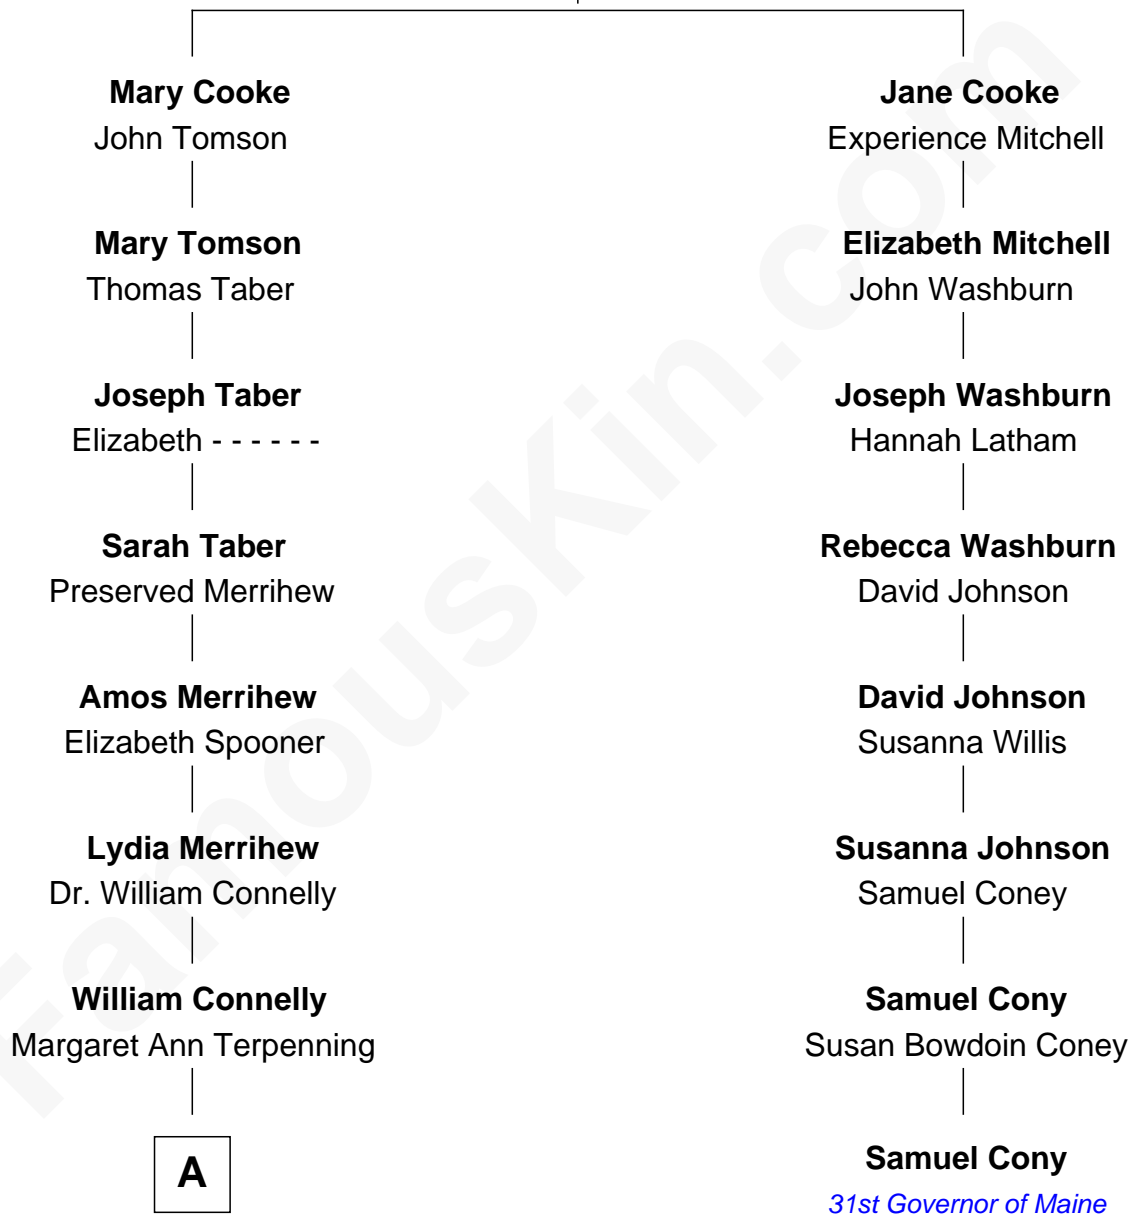 Mary Cooke
John Tomson
Mary Tomson
Thomas Taber
Joseph Taber
Elizabeth - - - - - -
Sarah Taber
Preserved Merrihew
Amos Merrihew
Elizabeth Spooner
Lydia Merrihew
Dr. William Connelly
William Connelly
Margaret Ann Terpenning
A
Jane Cooke
Experience Mitchell
Elizabeth Mitchell
John Washburn
Joseph Washburn
Hannah Latham
Rebecca Washburn
David Johnson
David Johnson
Susanna Willis
Susanna Johnson
Samuel Coney
Samuel Cony
Susan Bowdoin Coney
Samuel Cony
31st Governor of Maine
FamousKin.com